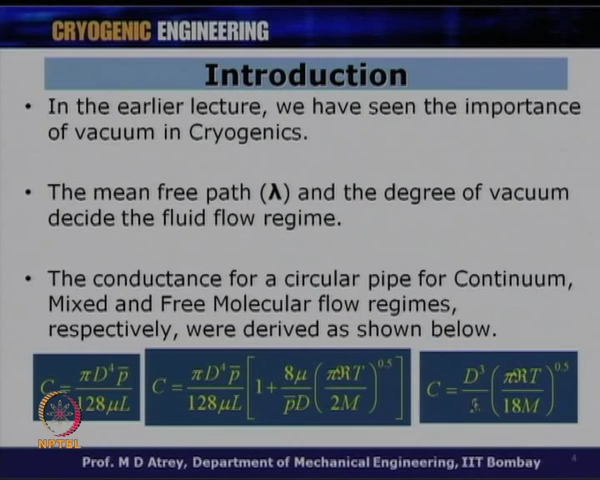 CRYOGENIC ENGINEERING
Introduction
• In the earlier lecture, we have seen the importance
of vacuum in Cryogenics.
• The mean free path (λ) and the degree of vacuum
decide the fluid flow regime.
• The conductance for a circular pipe for Continuum,
Mixed and Free Molecular flow regimes,
respectively, were derived as shown below.
C = πD⁴p̄ / 128μL
C = πD⁴p̄ / 128μL [1 + 8μ / p̄D (πℜT / 2M)^0.5]
C = D³ / L (πℜT / 18M)^0.5
NPTEL
4
Prof. M D Atrey, Department of Mechanical Engineering, IIT Bombay